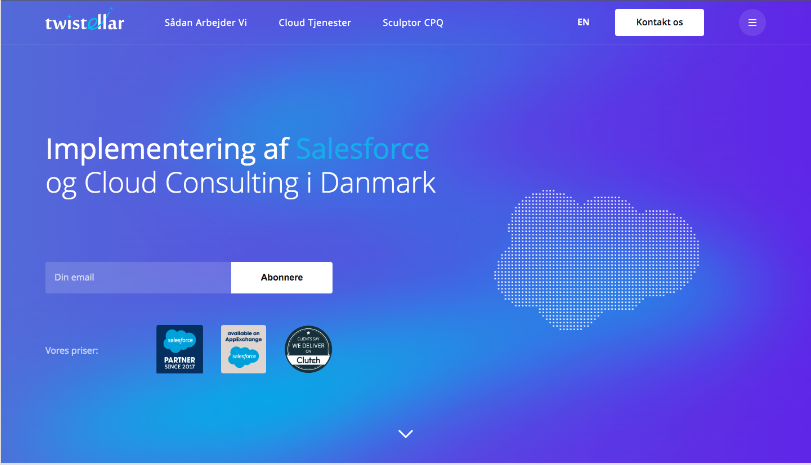 twistellar
Sådan Arbejder Vi
Cloud Tjenester
Sculptor CPQ
EN
Kontakt os
Implementering af Salesforce
og Cloud Consulting i Danmark
Din email
Abonnere
Vores priser:
salesforce
PARTNER
SINCE 2017
available on
AppExchange
salesforce
CLIENTS SAY
WE DELIVER
ON
Clutch